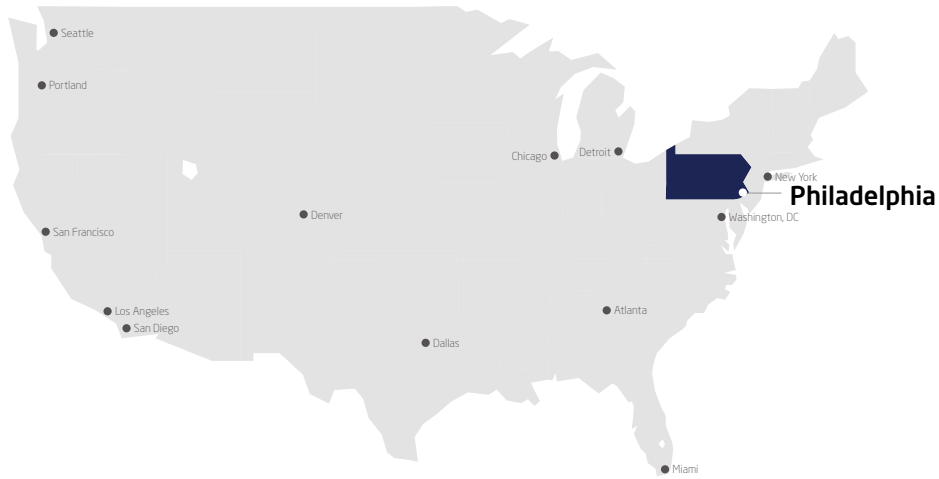 Seattle
Portland
Chicago
Detroit
New York
Philadelphia
Denver
Washington, DC
San Francisco
Los Angeles
Atlanta
San Diego
Dallas
Miami